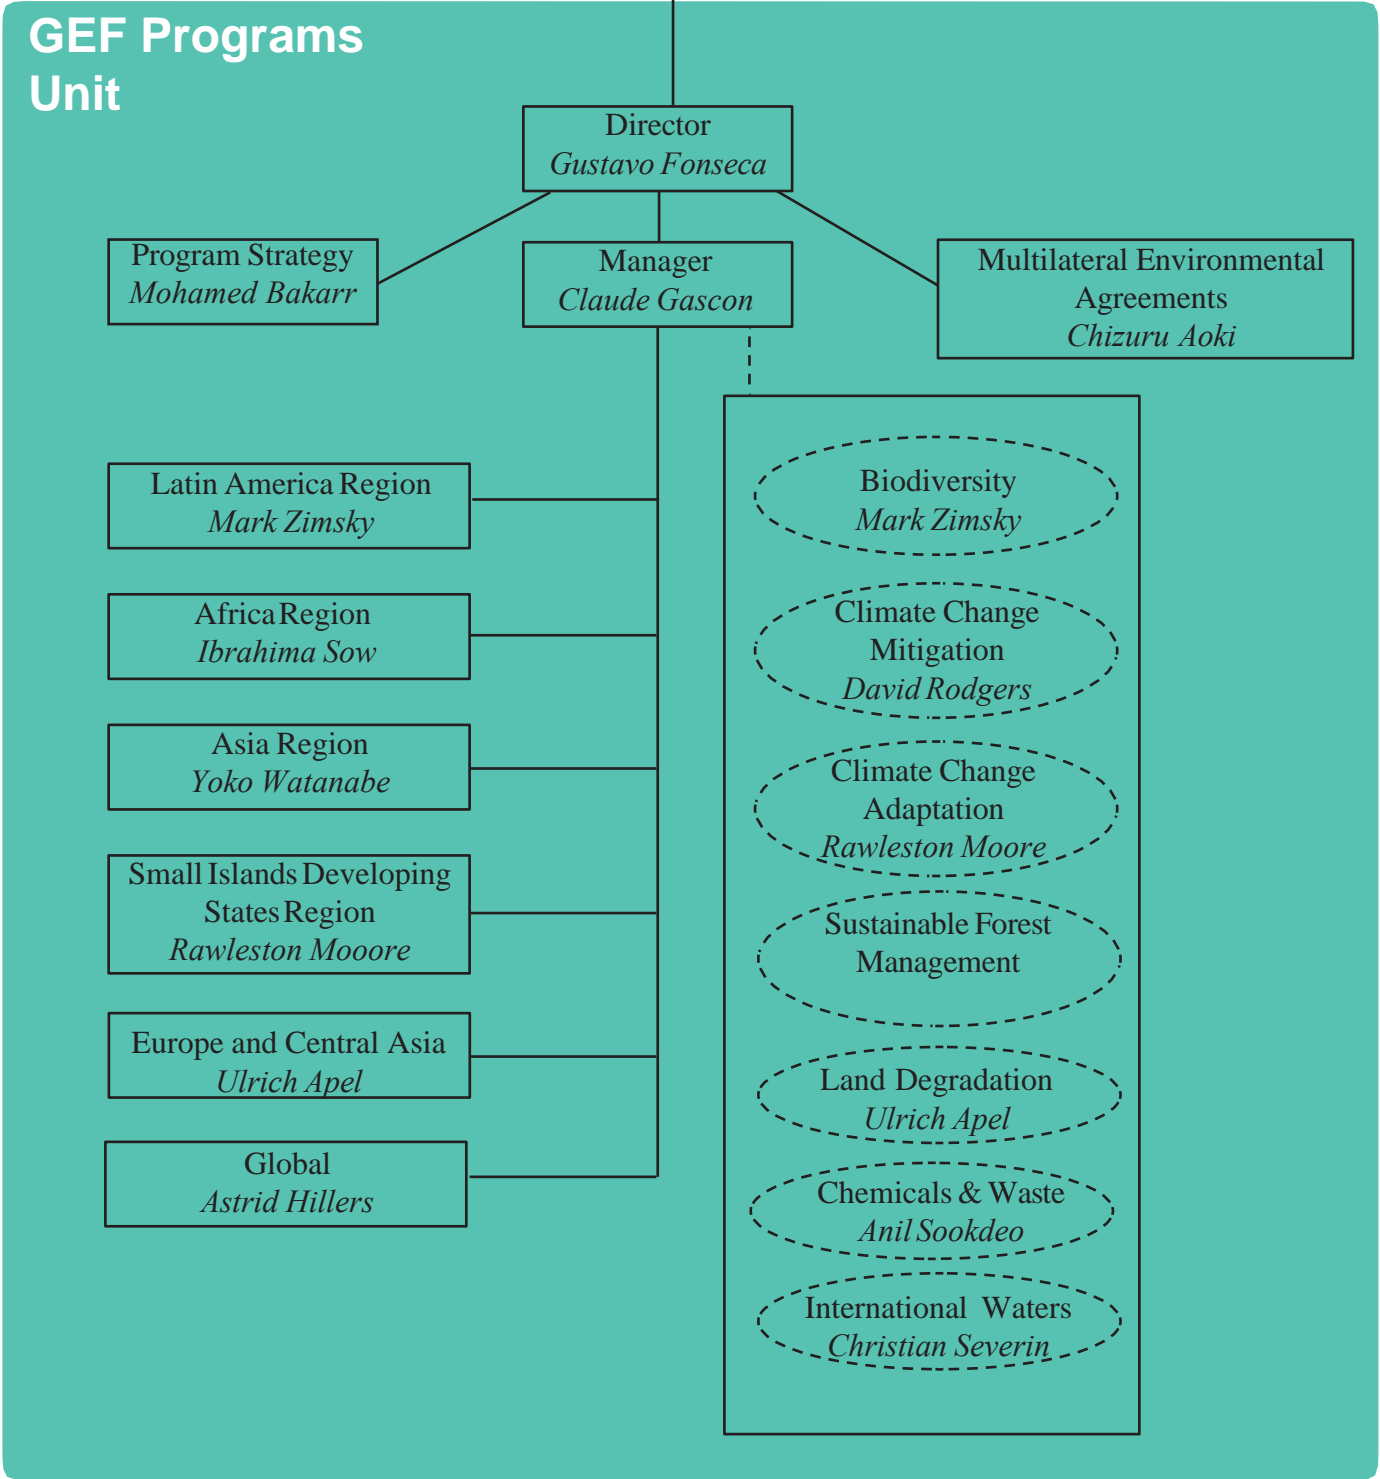 GEF Programs
Unit
Director
Gustavo Fonseca
Program Strategy
Mohamed Bakarr
Manager
Claude Gascon
Multilateral Environmental
Agreements
Chizuru Aoki
Latin America Region
Mark Zimsky
Africa Region
Ibrahima Sow
Asia Region
Yoko Watanabe
Small Islands Developing
States Region
Rawleston Mooore
Europe and Central Asia
Ulrich Apel
Global
Astrid Hillers
Biodiversity
Mark Zimsky
Climate Change
Mitigation
David Rodgers
Climate Change
Adaptation
Rawleston Moore
Sustainable Forest
Management
Land Degradation
Ulrich Apel
Chemicals & Waste
Anil Sookdeo
International Waters
Christian Severin